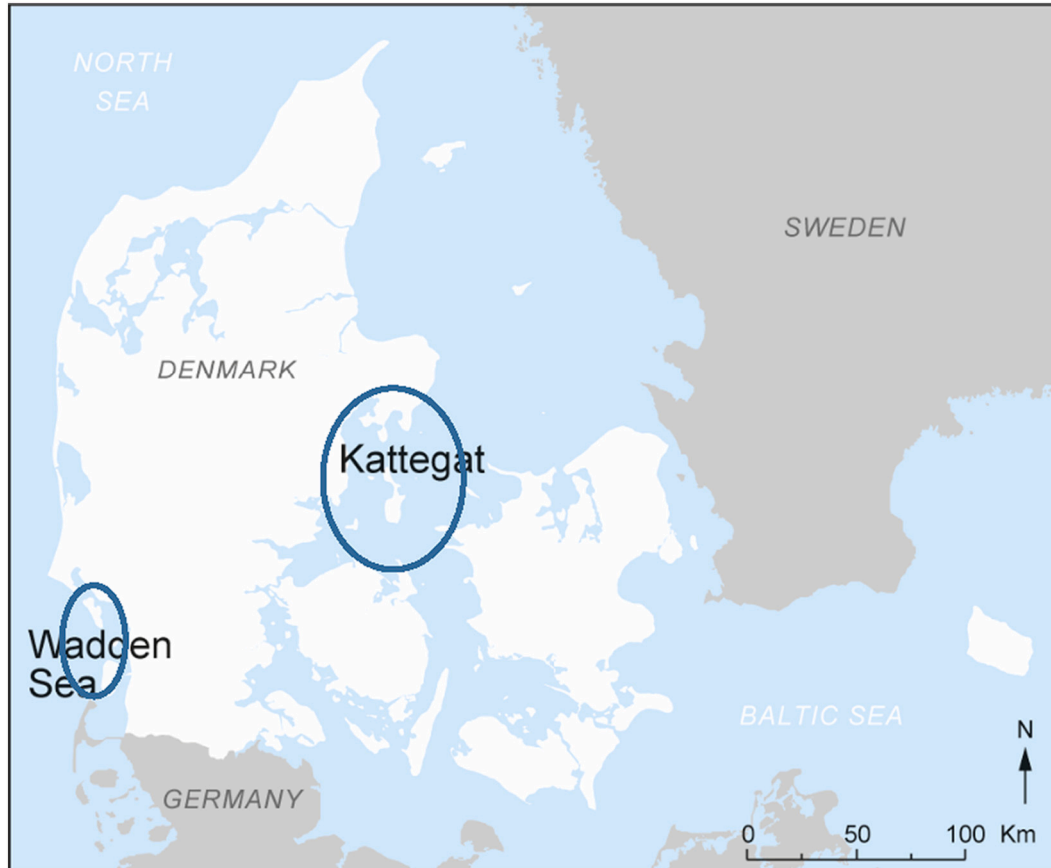 NORTH
SEA
SWEDEN
DENMARK
Kattegat
Wadden
Sea
BALTIC SEA
N
GERMANY
0 50 100 Km